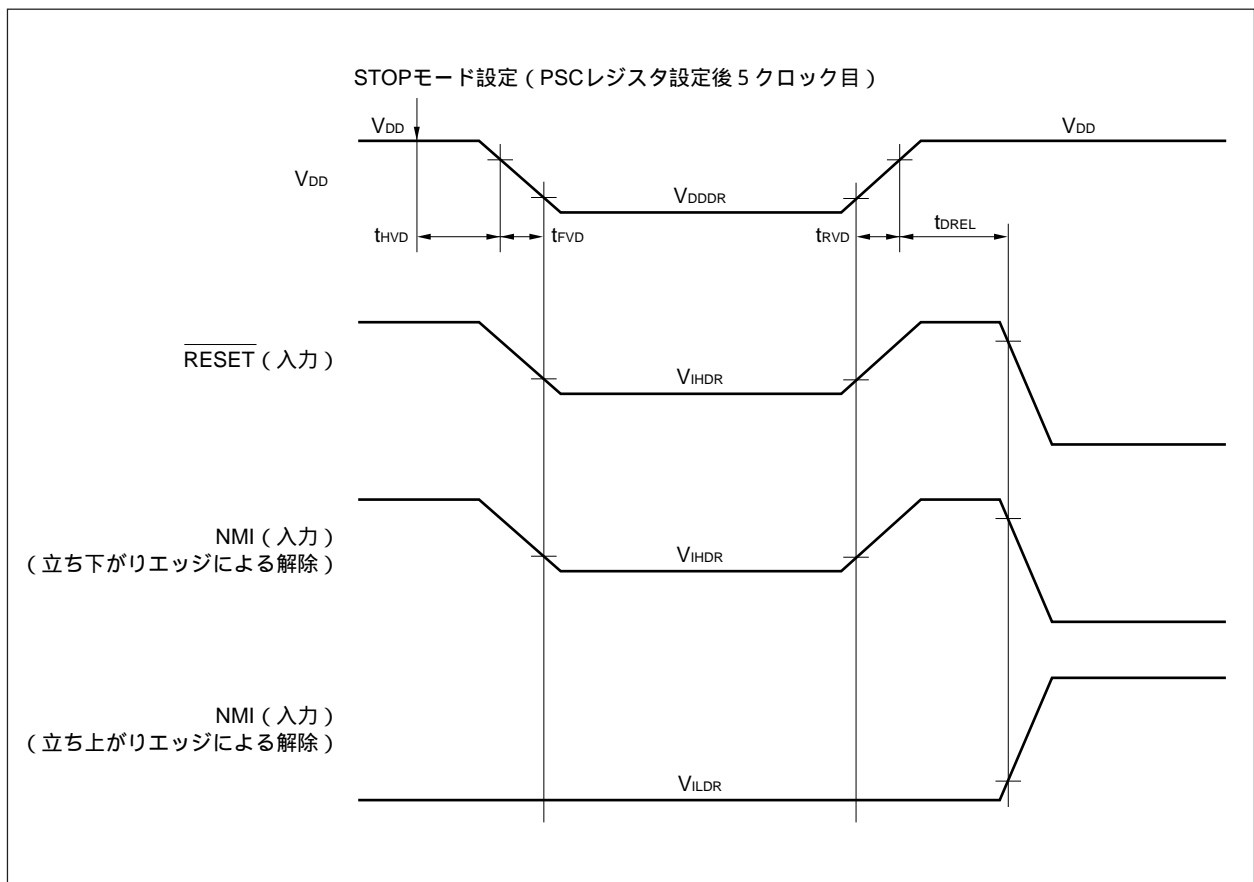 STOPモード設定（PSCレジスタ設定後5クロック目）
VDD
VDD
VDD
VDDDR
tHVD
tFVD
tRVD
tDREL
RESET（入力）
VIHDR
NMI（入力）
（立ち下がりエッジによる解除）
VIHDR
NMI（入力）
（立ち上がりエッジによる解除）
VILDR